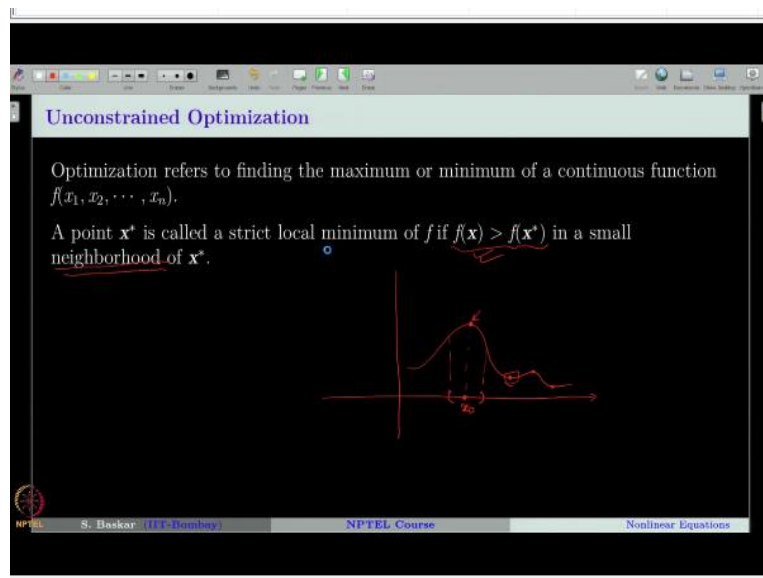 Unconstrained Optimization
Optimization refers to finding the maximum or minimum of a continuous function
f(x₁, x₂, ⋯ , xₙ).
A point x* is called a strict local minimum of f if f(x) > f(x*) in a small
neighborhood of x*.
x₀
NPTEL
S. Baskar (IIT-Bombay) NPTEL Course Nonlinear Equations